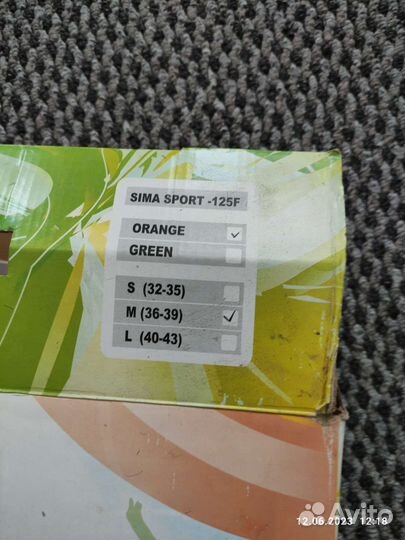 SIMA SPORT -125F
ORANGE
GREEN
S (32-35)
M (36-39)
L (40-43)
12.06.2023 12:18
Avito